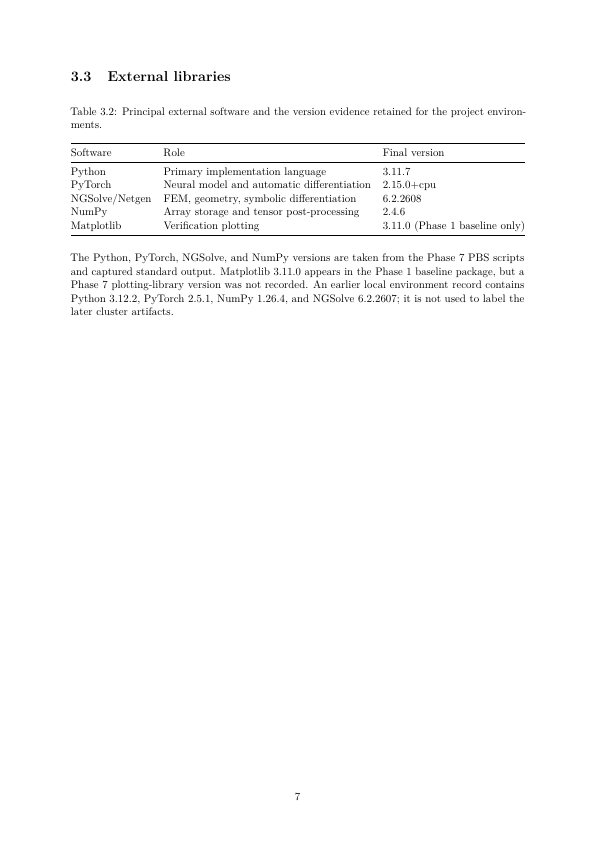 3.3 External libraries
Table 3.2: Principal external software and the version evidence retained for the project environ-
ments.
Software Role Final version
Python Primary implementation language 3.11.7
PyTorch Neural model and automatic differentiation 2.15.0+cpu
NGSolve/Netgen FEM, geometry, symbolic differentiation 6.2.2608
NumPy Array storage and tensor post-processing 2.4.6
Matplotlib Verification plotting 3.11.0 (Phase 1 baseline only)
The Python, PyTorch, NGSolve, and NumPy versions are taken from the Phase 7 PBS scripts
and captured standard output. Matplotlib 3.11.0 appears in the Phase 1 baseline package, but a
Phase 7 plotting-library version was not recorded. An earlier local environment record contains
Python 3.12.2, PyTorch 2.5.1, NumPy 1.26.4, and NGSolve 6.2.2607; it is not used to label the
later cluster artifacts.
7